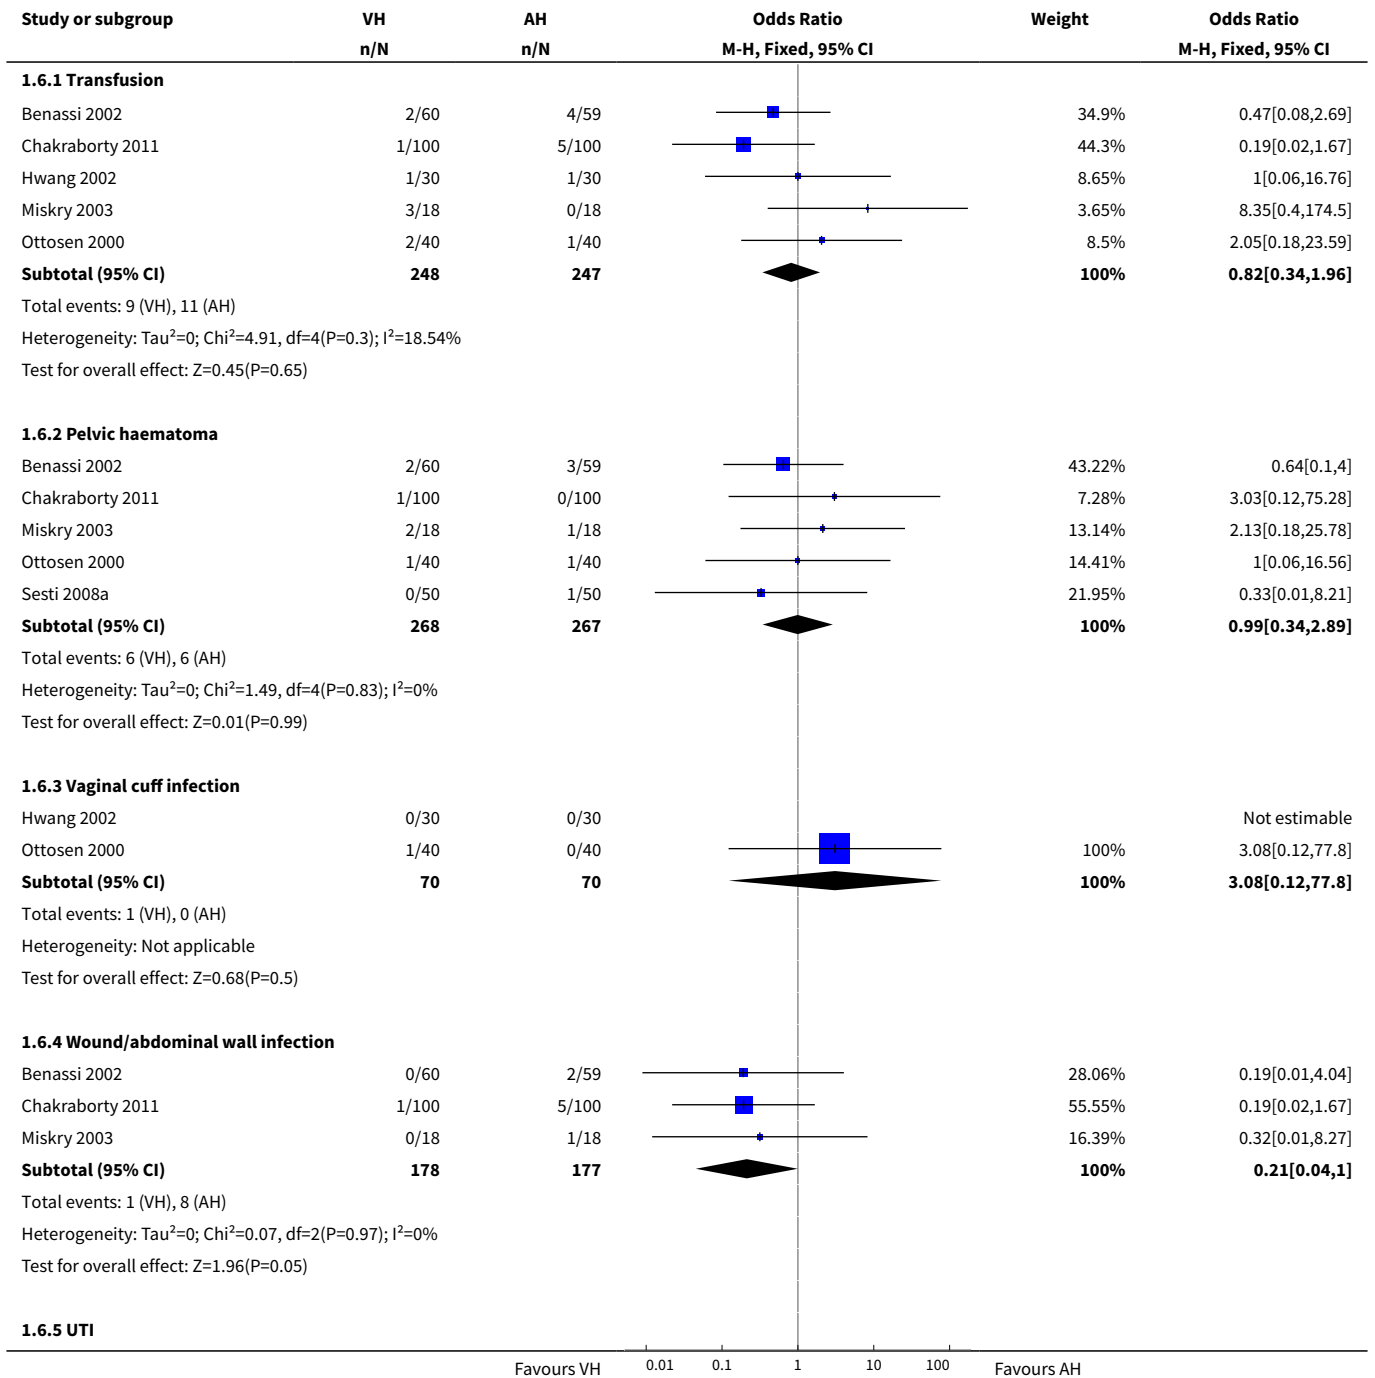 Study or subgroup VH AH Odds Ratio Weight Odds Ratio
n/N n/N M-H, Fixed, 95% CI M-H, Fixed, 95% CI
1.6.1 Transfusion
Benassi 2002 2/60 4/59 34.9% 0.47[0.08,2.69]
Chakraborty 2011 1/100 5/100 44.3% 0.19[0.02,1.67]
Hwang 2002 1/30 1/30 8.65% 1[0.06,16.76]
Miskry 2003 3/18 0/18 3.65% 8.35[0.4,174.5]
Ottosen 2000 2/40 1/40 8.5% 2.05[0.18,23.59]
Subtotal (95% CI) 248 247 100% 0.82[0.34,1.96]
Total events: 9 (VH), 11 (AH)
Heterogeneity: Tau²=0; Chi²=4.91, df=4(P=0.3); I²=18.54%
Test for overall effect: Z=0.45(P=0.65)
1.6.2 Pelvic haematoma
Benassi 2002 2/60 3/59 43.22% 0.64[0.1,4]
Chakraborty 2011 1/100 0/100 7.28% 3.03[0.12,75.28]
Miskry 2003 2/18 1/18 13.14% 2.13[0.18,25.78]
Ottosen 2000 1/40 1/40 14.41% 1[0.06,16.56]
Sesti 2008a 0/50 1/50 21.95% 0.33[0.01,8.21]
Subtotal (95% CI) 268 267 100% 0.99[0.34,2.89]
Total events: 6 (VH), 6 (AH)
Heterogeneity: Tau²=0; Chi²=1.49, df=4(P=0.83); I²=0%
Test for overall effect: Z=0.01(P=0.99)
1.6.3 Vaginal cuff infection
Hwang 2002 0/30 0/30 Not estimable
Ottosen 2000 1/40 0/40 100% 3.08[0.12,77.8]
Subtotal (95% CI) 70 70 100% 3.08[0.12,77.8]
Total events: 1 (VH), 0 (AH)
Heterogeneity: Not applicable
Test for overall effect: Z=0.68(P=0.5)
1.6.4 Wound/abdominal wall infection
Benassi 2002 0/60 2/59 28.06% 0.19[0.01,4.04]
Chakraborty 2011 1/100 5/100 55.55% 0.19[0.02,1.67]
Miskry 2003 0/18 1/18 16.39% 0.32[0.01,8.27]
Subtotal (95% CI) 178 177 100% 0.21[0.04,1]
Total events: 1 (VH), 8 (AH)
Heterogeneity: Tau²=0; Chi²=0.07, df=2(P=0.97); I²=0%
Test for overall effect: Z=1.96(P=0.05)
1.6.5 UTI
Favours VH 0.01 0.1 1 10 100 Favours AH